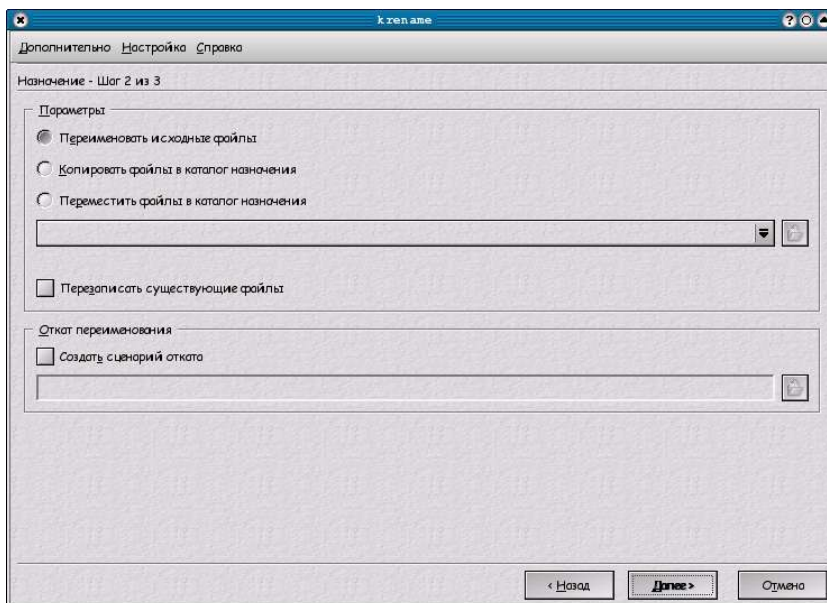 krename
Дополнительно Настройка Справка
Назначение - Шаг 2 из 3
Параметры
Переименовать исходные файлы
Копировать файлы в каталог назначения
Переместить файлы в каталог назначения
Перезаписать существующие файлы
Откат переименования
Создать сценарий отката
< Назад Далее > Отмена